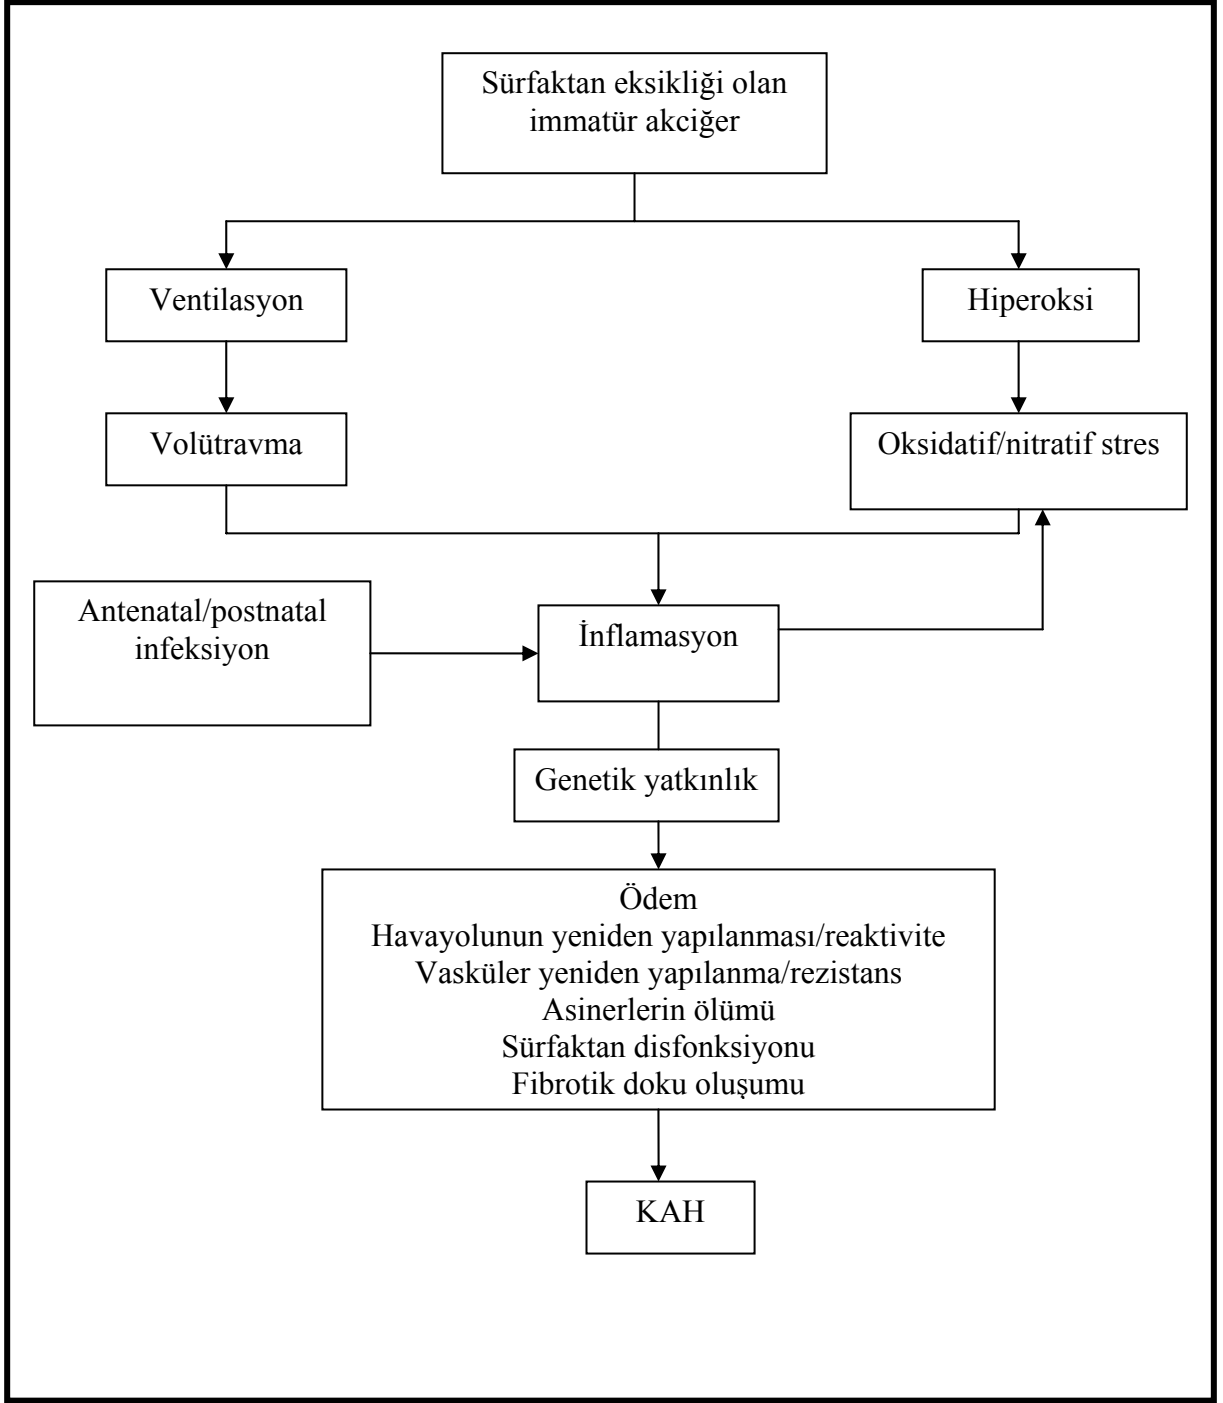 Sürfaktan eksikliği olan
immatür akciğer
Ventilasyon
Hiperoksi
Volütravma
Oksidatif/nitratif stres
Antenatal/postnatal
infeksiyon
İnflamasyon
Genetik yatkınlık
Ödem
Havayolunun yeniden yapılanması/reaktivite
Vasküler yeniden yapılanma/rezistans
Asinerlerin ölümü
Sürfaktan disfonksiyonu
Fibrotik doku oluşumu
KAH